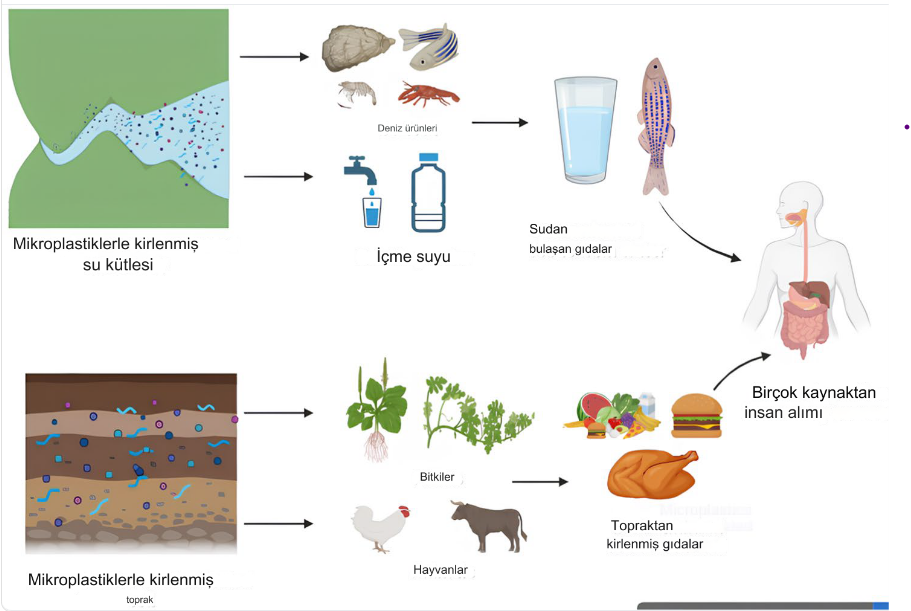 Deniz ürünleri
Mikroplastiklerle kirlenmiş
su kütlesi
İçme suyu
Sudan
bulaşan gıdalar
Birçok kaynaktan
insan alımı
Bitkiler
Hayvanlar
Topraktan
kirlenmiş gıdalar
Mikroplastiklerle kirlenmiş
toprak